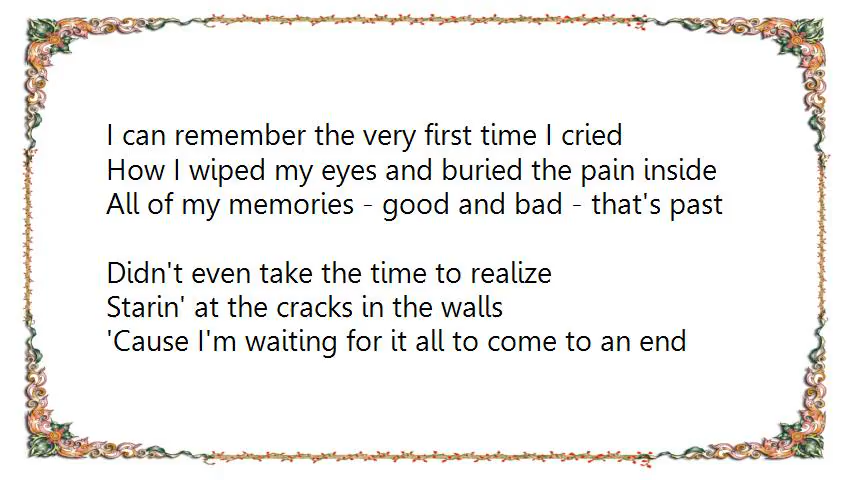 I can remember the very first time I cried
How I wiped my eyes and buried the pain inside
All of my memories - good and bad - that's past
Didn't even take the time to realize
Starin' at the cracks in the walls
'Cause I'm waiting for it all to come to an end